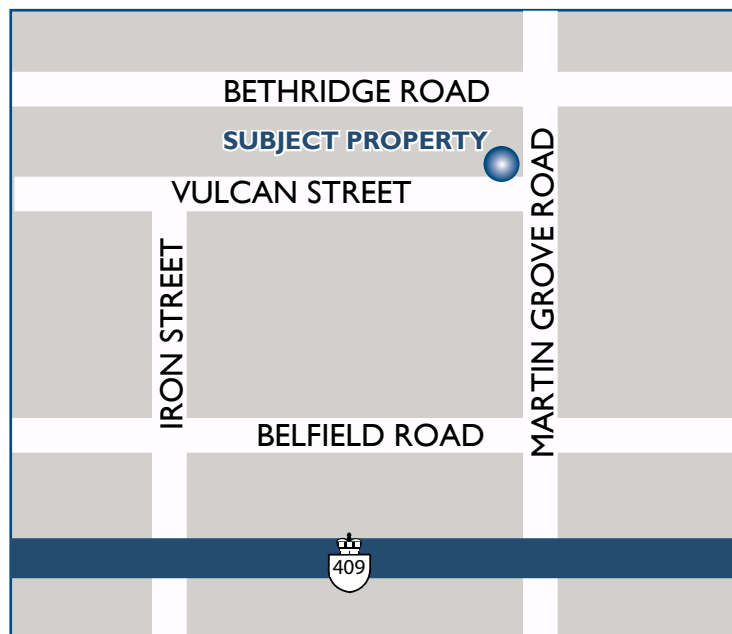 BETHRIDGE ROAD
SUBJECT PROPERTY
VULCAN STREET
MARTIN GROVE ROAD
IRON STREET
BELFIELD ROAD
409